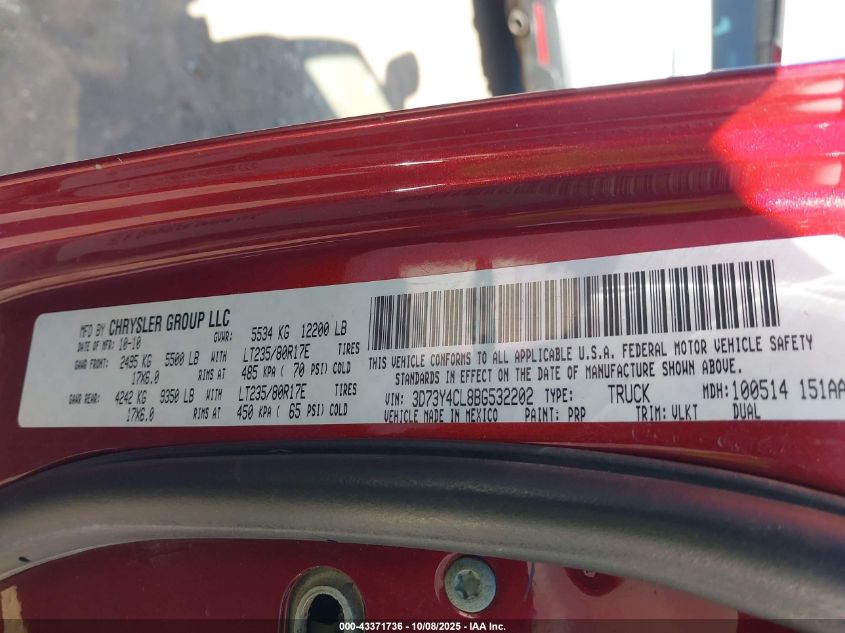 MFD BY CHRYSLER GROUP LLC
DATE OF MFR: 10-10 GVWR: 5534 KG 12200 LB
GAWR FRONT: 2495 KG 5500 LB WITH LT235/80R17E TIRES
17X6.0 RIMS AT 485 KPA ( 70 PSI) COLD
GAWR REAR: 4242 KG 9350 LB WITH LT235/80R17E TIRES
17X6.0 RIMS AT 450 KPA ( 65 PSI) COLD
THIS VEHICLE CONFORMS TO ALL APPLICABLE U.S.A. FEDERAL MOTOR VEHICLE SAFETY
STANDARDS IN EFFECT ON THE DATE OF MANUFACTURE SHOWN ABOVE.
VIN: 3D73Y4CL8BG532202 TYPE: TRUCK MDH: 100514 151AA
VEHICLE MADE IN MEXICO PAINT: PRP TRIM: VLKT DUAL
000-43371736 | 10/08/2025 - IAA Inc.